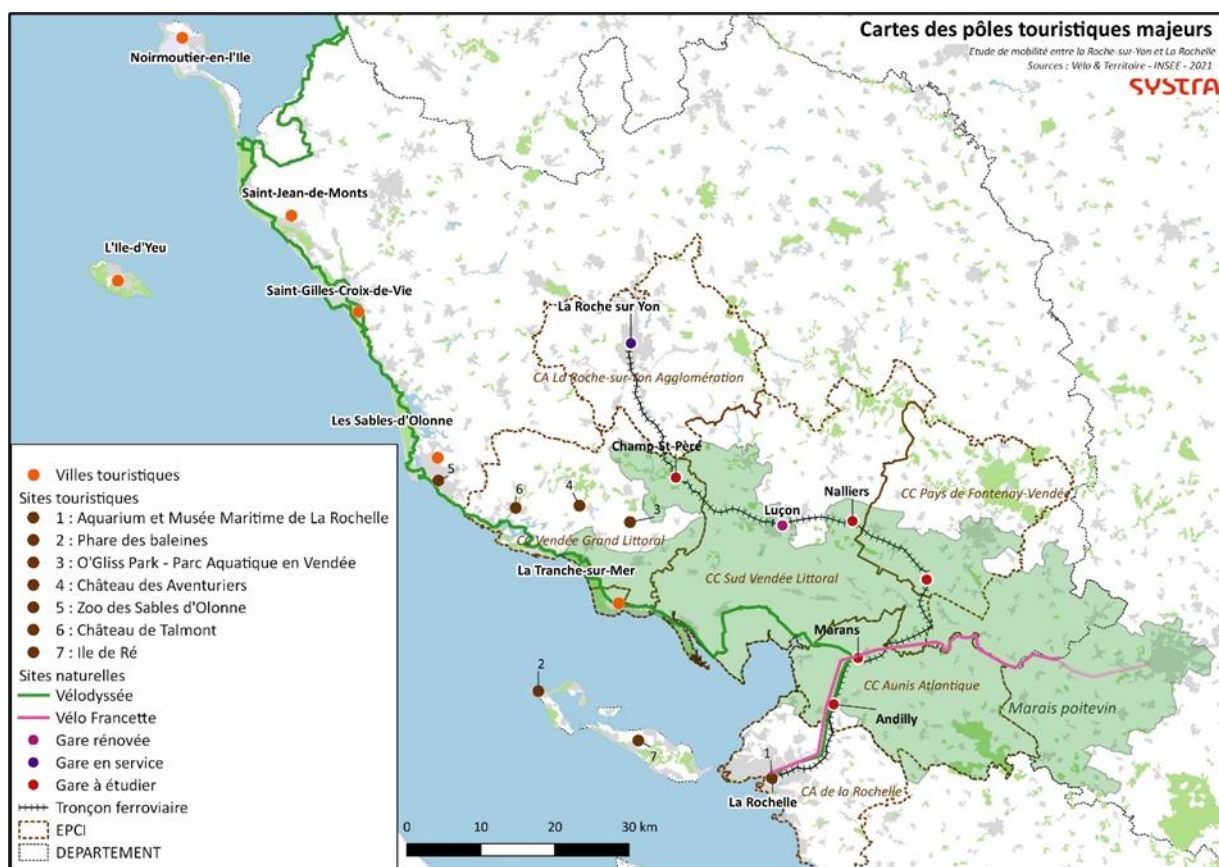 Cartes des pôles touristiques majeurs
Etude de mobilité entre la Roche-sur-Yon et La Rochelle
Sources : Vélo & Territoire - INSEE - 2021
SYSTRA
Noirmoutier-en-l'Ile
Saint-Jean-de-Monts
L'Ile-d'Yeu
Saint-Gilles-Croix-de-Vie
La Roche sur Yon
CA La Roche-sur-Yon Agglomération
Les Sables-d'Olonne
Champ-St-Père
5
6
4
3
Luçon
Nalliers
CC Pays de Fontenay-Vendée
CC Vendée Grand Littoral
La Tranche-sur-Mer
CC Sud Vendée Littoral
Marans
2
CC Aunis Atlantique
Marais poitevin
Andilly
7
1
La Rochelle
CA de la Rochelle
0 10 20 30 km
Villes touristiques
Sites touristiques
1 : Aquarium et Musée Maritime de La Rochelle
2 : Phare des baleines
3 : O'Gliss Park - Parc Aquatique en Vendée
4 : Château des Aventuriers
5 : Zoo des Sables d'Olonne
6 : Château de Talmont
7 : Ile de Ré
Sites naturelles
Vélodyssée
Vélo Francette
Gare rénovée
Gare en service
Gare à étudier
Tronçon ferroviaire
EPCI
DEPARTEMENT